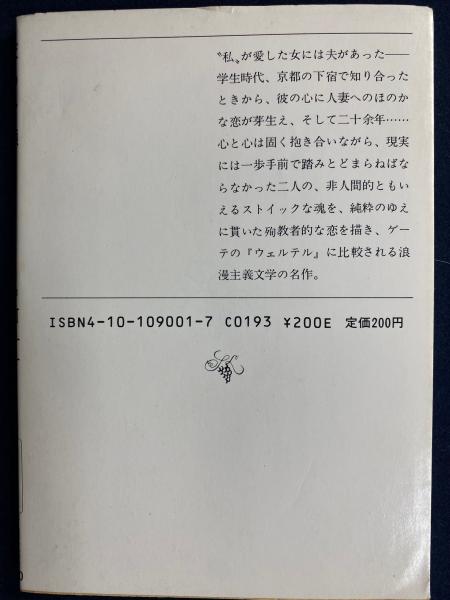 〝私〟が愛した女には夫があった――
学生時代、京都の下宿で知り合った
ときから、彼の心に人妻へのほのか
な恋が芽生え、そして二十余年……
心と心は固く抱き合いながら、現実
には一歩手前で踏みとどまらねばな
らなかった二人の、非人間的ともい
えるストイックな魂を、純粋のゆえ
に貫いた殉教者的な恋を描き、ゲー
テの『ウェルテル』に比較される浪
漫主義文学の名作。
ISBN4-10-109001-7 C0193 ¥200E 定価200円